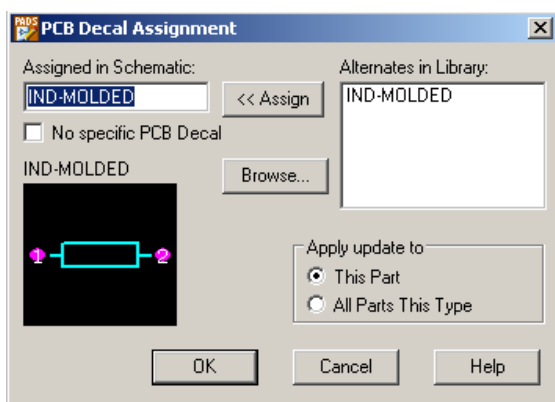 PADS
PCB Decal Assignment
Assigned in Schematic:
IND-MOLDED
<< Assign
Alternates in Library:
IND-MOLDED
No specific PCB Decal
Browse...
IND-MOLDED
1
2
Apply update to
This Part
All Parts This Type
OK
Cancel
Help